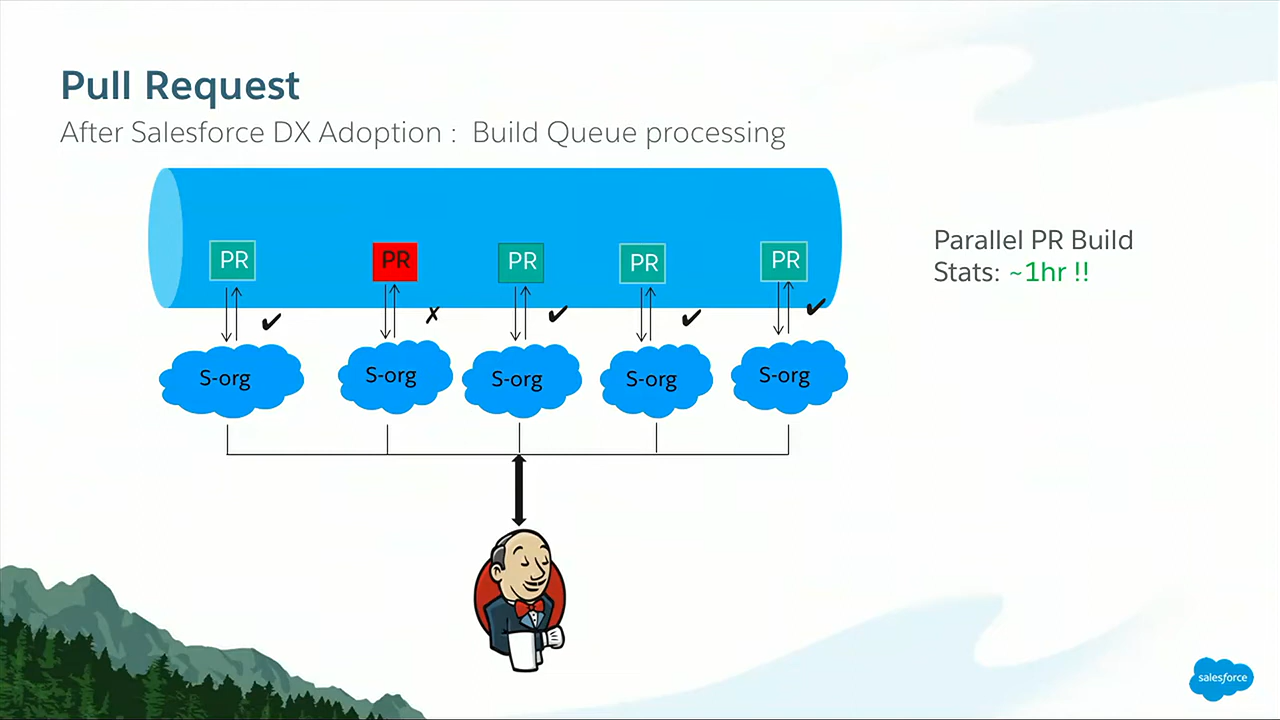 Pull Request
After Salesforce DX Adoption : Build Queue processing
PR
PR
PR
PR
PR
Parallel PR Build
Stats: ~1hr !!
S-org
S-org
S-org
S-org
S-org
salesforce